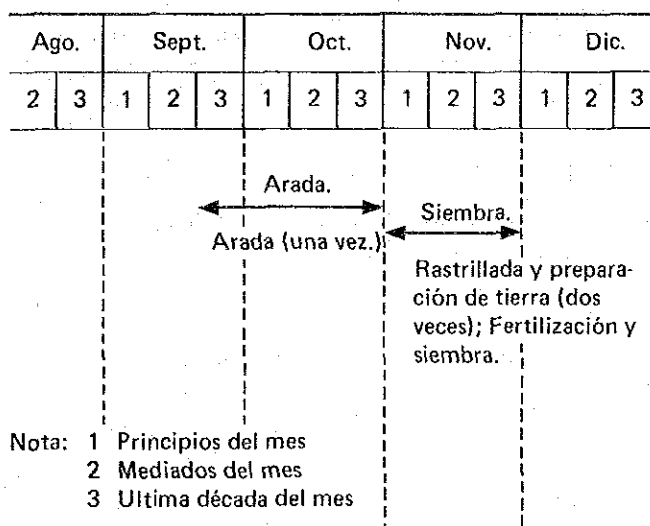 Ago. Sept. Oct. Nov. Dic.
2 3 1 2 3 1 2 3 1 2 3 1 2 3
Arada.
Arada (una vez.)
Siembra.
Rastrillada y prepara-
ción de tierra (dos
veces); Fertilización y
siembra.
Nota: 1 Principios del mes
2 Mediados del mes
3 Ultima década del mes